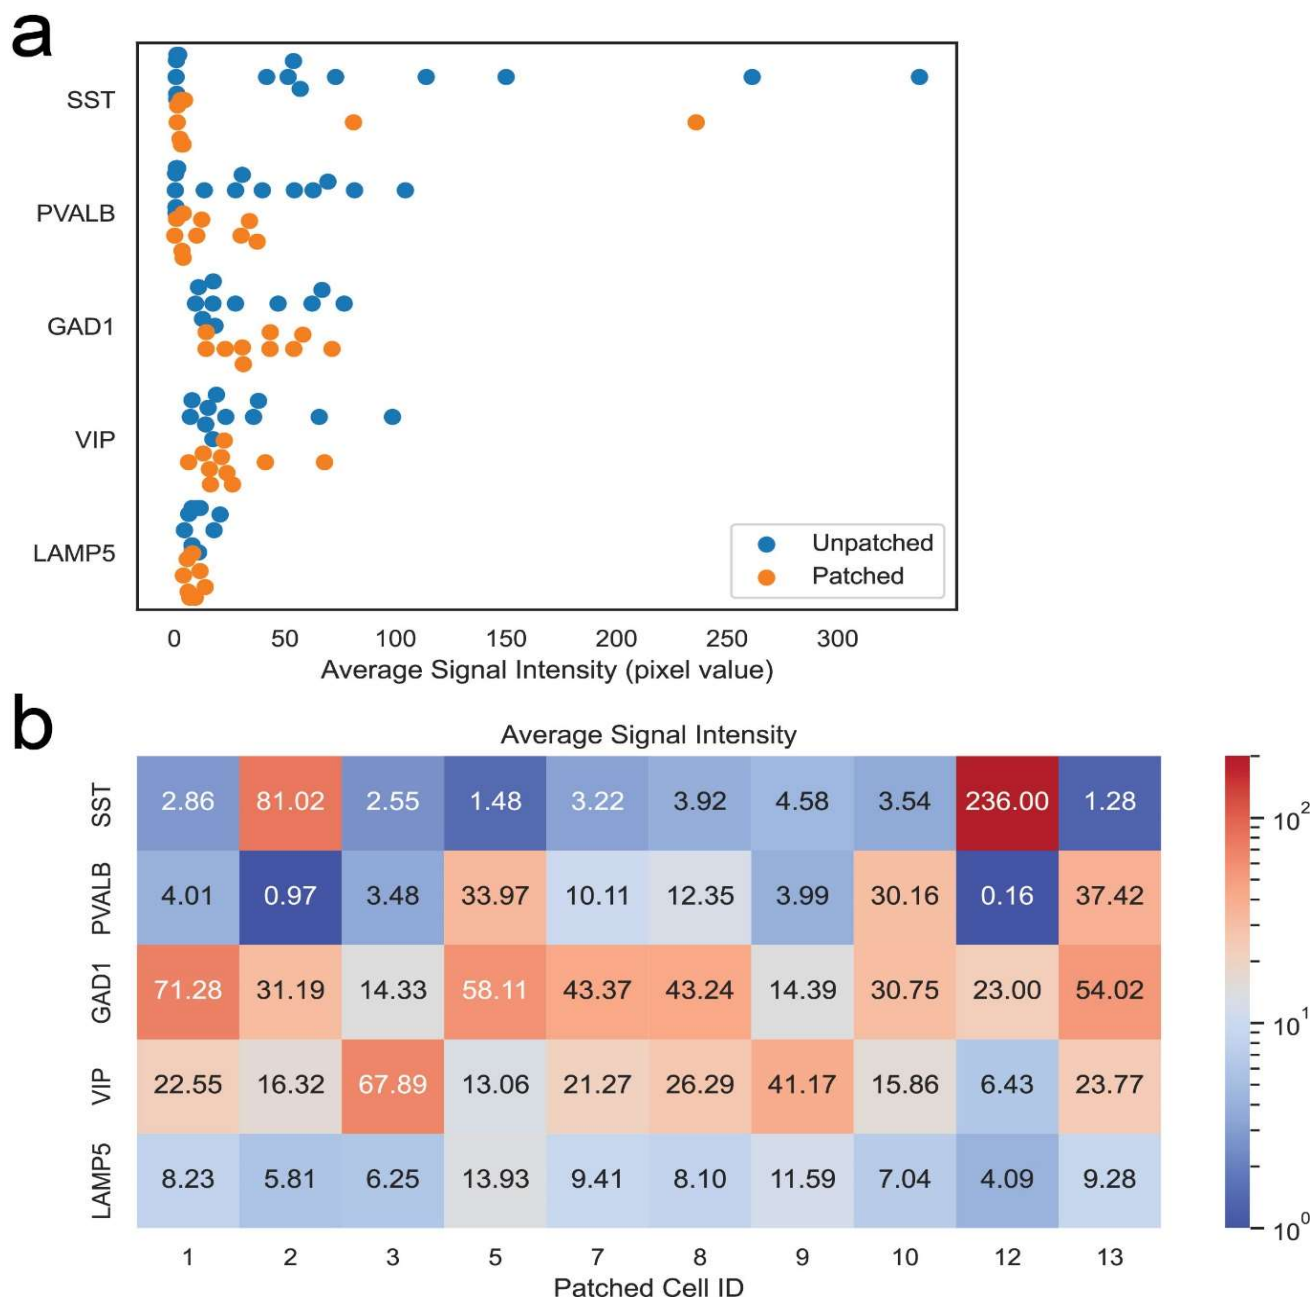 a
SST
PVALB
GAD1
VIP
LAMP5
Unpatched
Patched
0 50 100 150 200 250 300
Average Signal Intensity (pixel value)
b
Average Signal Intensity
SST 2.86 81.02 2.55 1.48 3.22 3.92 4.58 3.54 236.00 1.28
PVALB 4.01 0.97 3.48 33.97 10.11 12.35 3.99 30.16 0.16 37.42
GAD1 71.28 31.19 14.33 58.11 43.37 43.24 14.39 30.75 23.00 54.02
VIP 22.55 16.32 67.89 13.06 21.27 26.29 41.17 15.86 6.43 23.77
LAMP5 8.23 5.81 6.25 13.93 9.41 8.10 11.59 7.04 4.09 9.28
1 2 3 5 7 8 9 10 12 13
Patched Cell ID
10²
10¹
10⁰